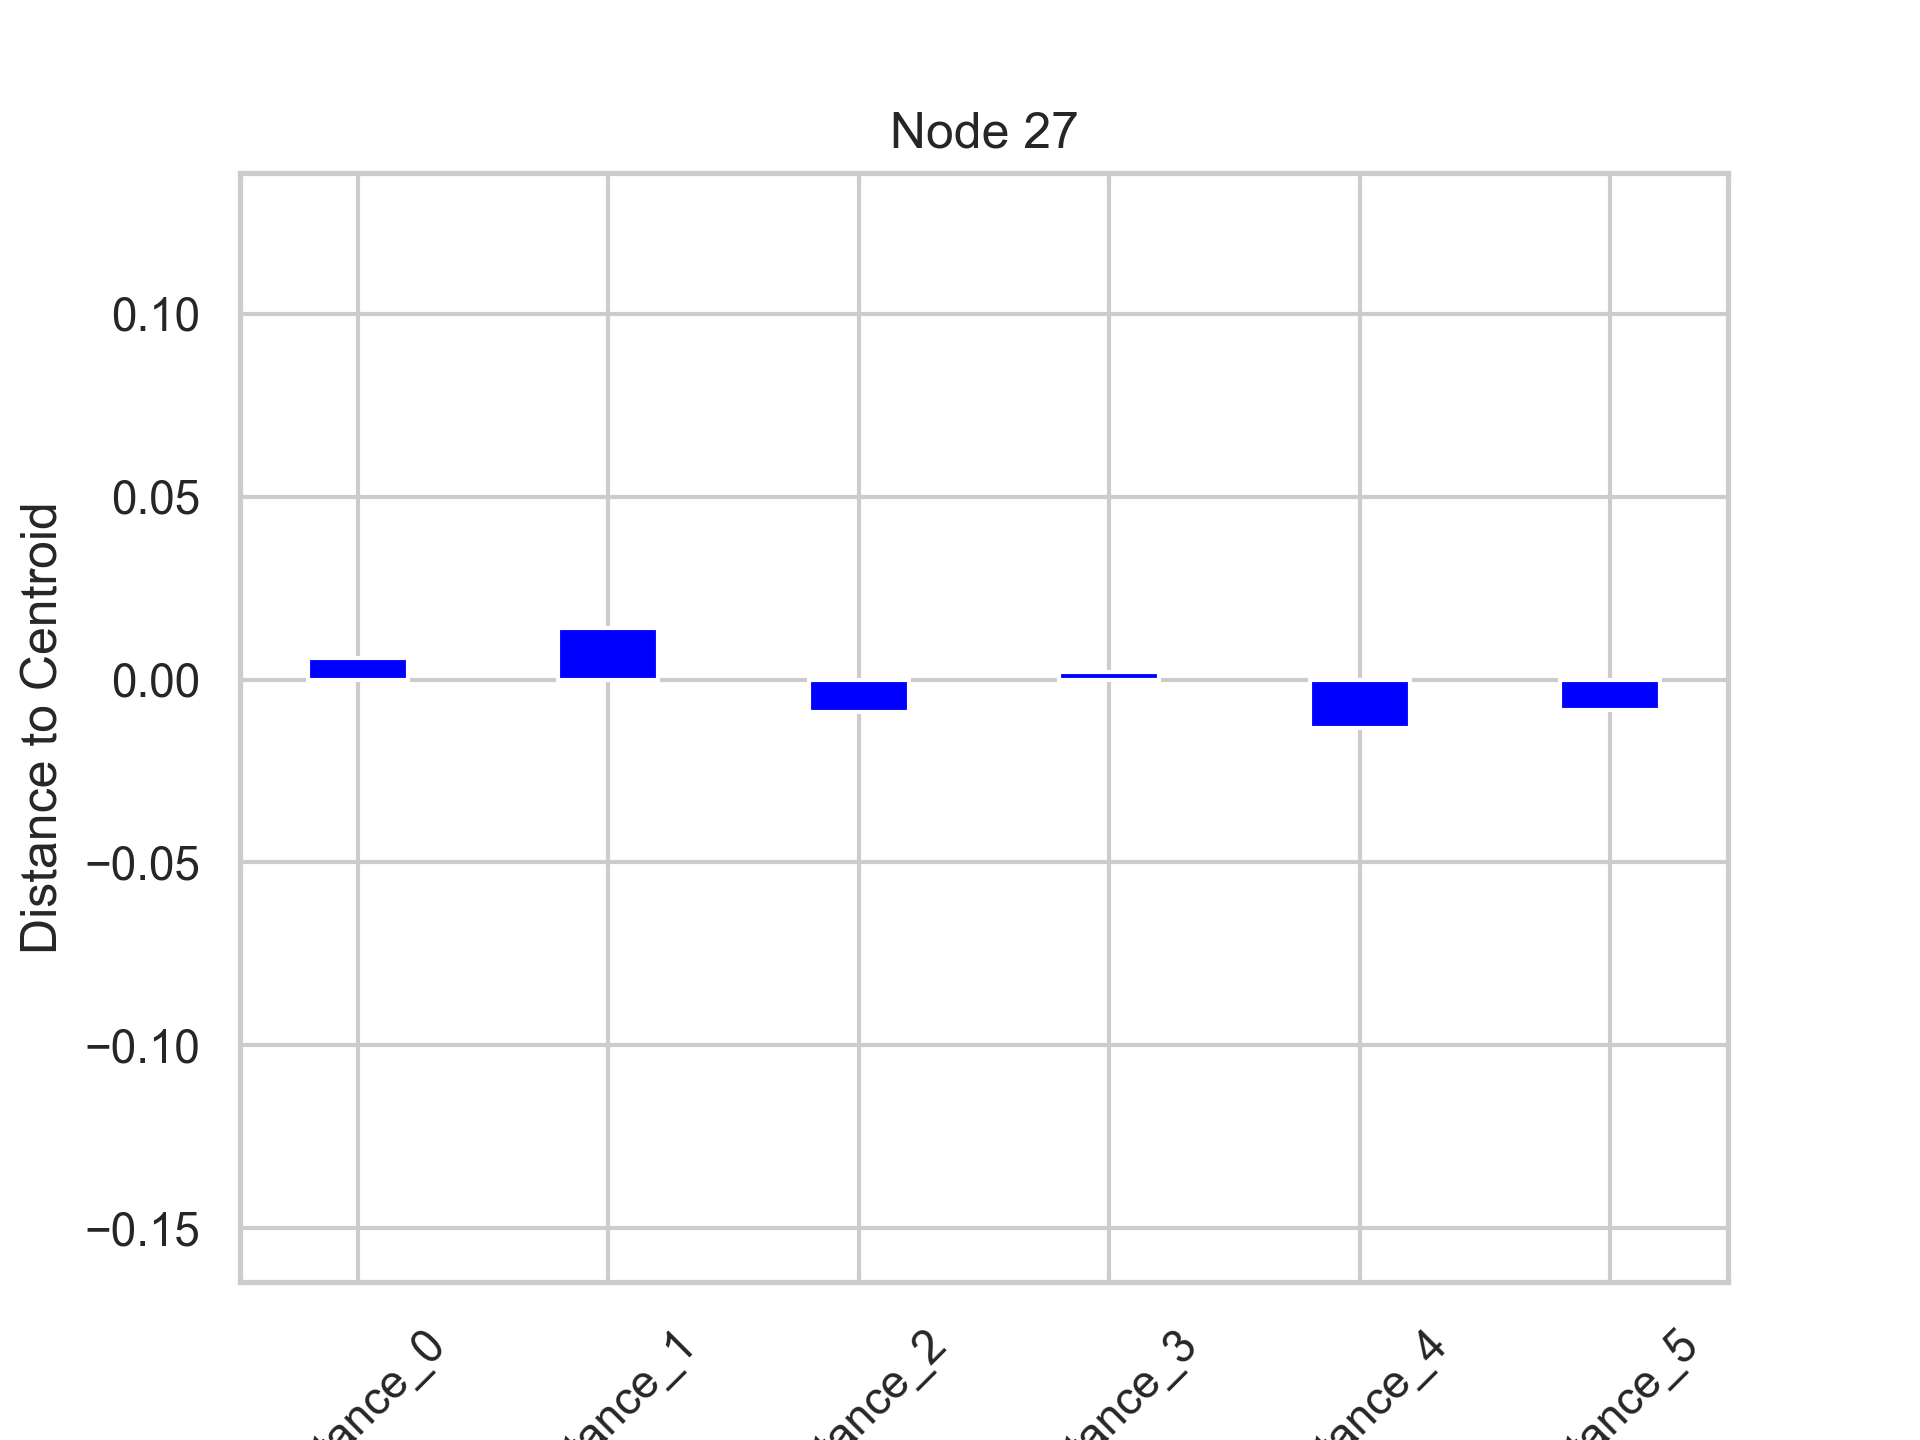 Node 27
Distance to Centroid
0.10
0.05
0.00
−0.05
−0.10
−0.15
tance_0
tance_1
tance_2
tance_3
tance_4
tance_5